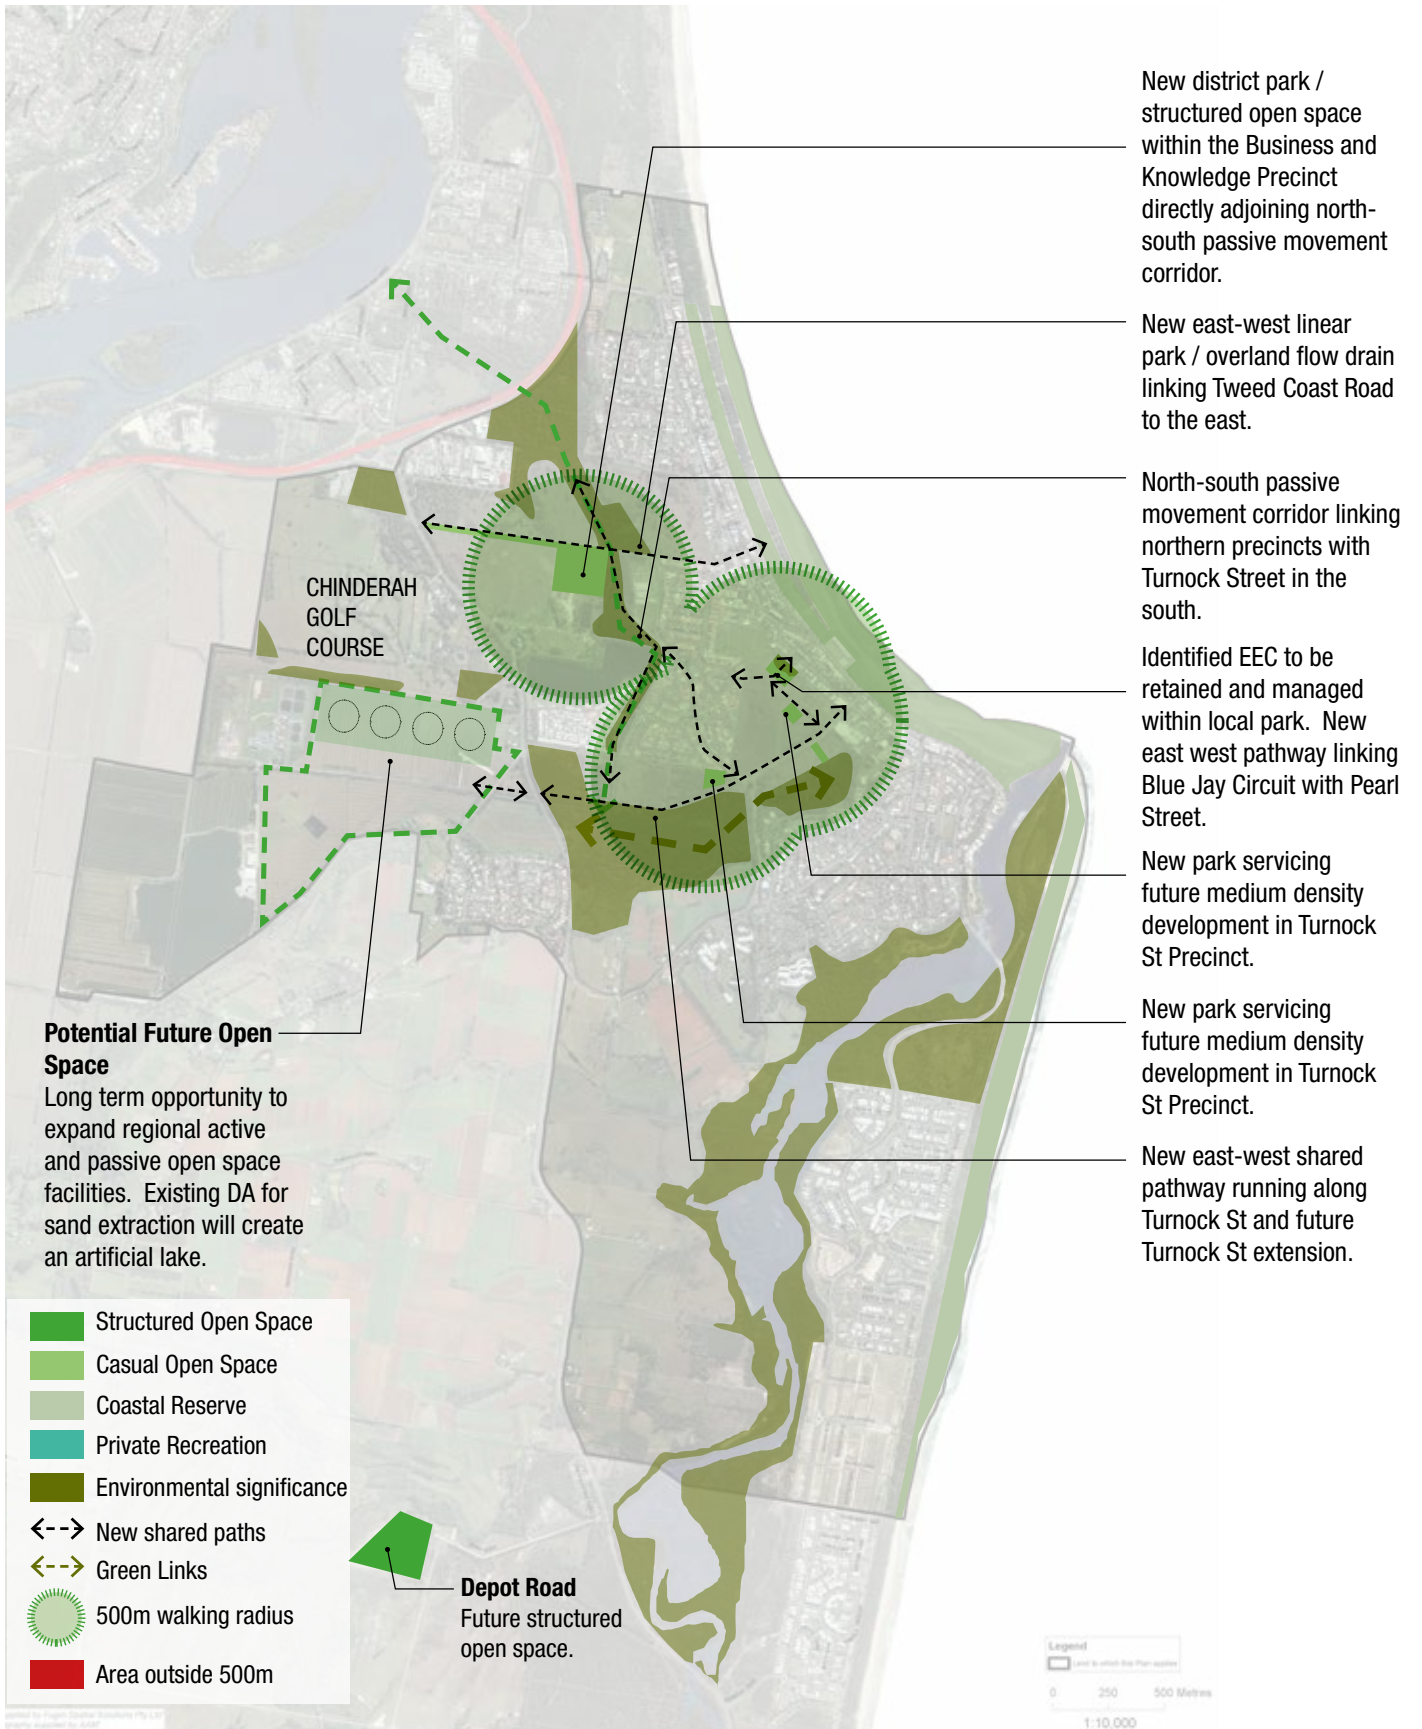 New district park /
structured open space
within the Business and
Knowledge Precinct
directly adjoining north-
south passive movement
corridor.
New east-west linear
park / overland flow drain
linking Tweed Coast Road
to the east.
North-south passive
movement corridor linking
northern precincts with
Turnock Street in the
south.
Identified EEC to be
retained and managed
within local park.  New
east west pathway linking
Blue Jay Circuit with Pearl
Street.
New park servicing
future medium density
development in Turnock
St Precinct.
New park servicing
future medium density
development in Turnock
St Precinct.
New east-west shared
pathway running along
Turnock St and future
Turnock St extension.
CHINDERAH
GOLF
COURSE
Potential Future Open
Space
Long term opportunity to
expand regional active
and passive open space
facilities.  Existing DA for
sand extraction will create
an artificial lake.
Structured Open Space
Casual Open Space
Coastal Reserve
Private Recreation
Environmental significance
New shared paths
Green Links
500m walking radius
Area outside 500m
Depot Road
Future structured
open space.
Legend
Land to which this Plan applies
0 250 500 Metres
1:10,000